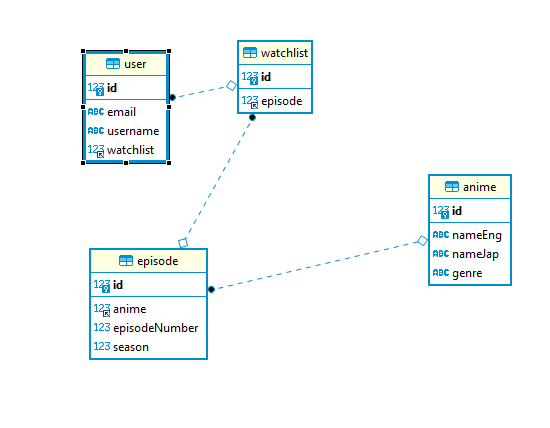 user
123 id
ABC email
ABC username
123 watchlist
watchlist
123 id
123 episode
anime
123 id
ABC nameEng
ABC nameJap
ABC genre
episode
123 id
123 anime
123 episodeNumber
123 season